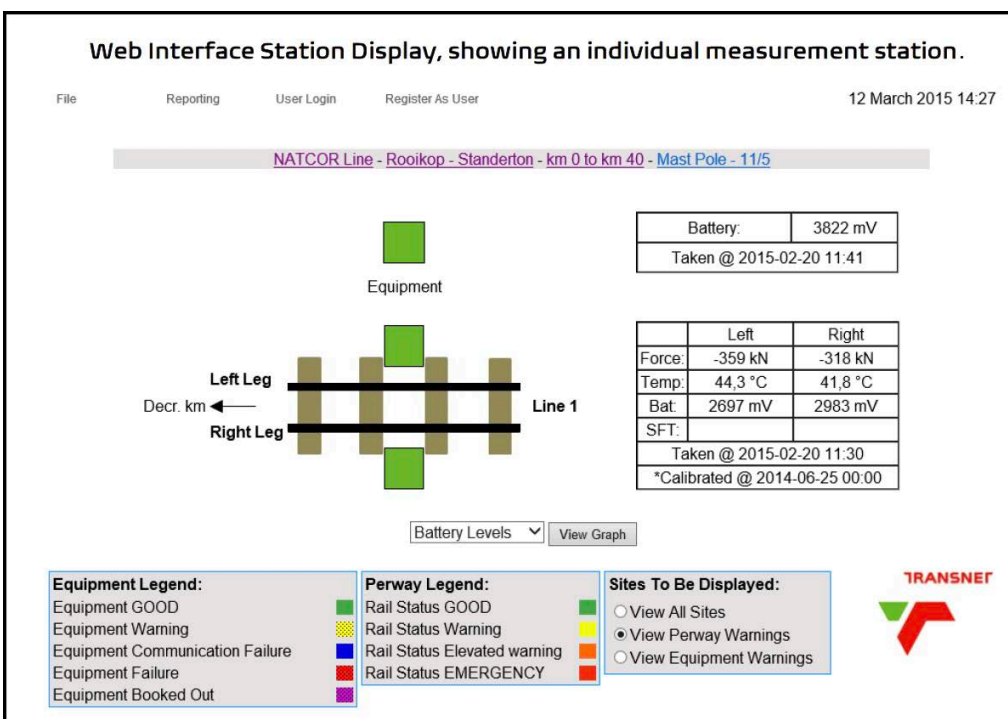 Web Interface Station Display, showing an individual measurement station.
File Reporting User Login Register As User 12 March 2015 14:27
NATCOR Line - Rooikop - Standerton - km 0 to km 40 - Mast Pole - 11/5
Equipment
Battery: 3822 mV
Taken @ 2015-02-20 11:41
Left Leg
Decr. km
Right Leg
Line 1
Left Right
Force: -359 kN -318 kN
Temp: 44,3 °C 41,8 °C
Bat: 2697 mV 2983 mV
SFT:
Taken @ 2015-02-20 11:30
*Calibrated @ 2014-06-25 00:00
Battery Levels View Graph
Equipment Legend:
Equipment GOOD
Equipment Warning
Equipment Communication Failure
Equipment Failure
Equipment Booked Out
Perway Legend:
Rail Status GOOD
Rail Status Warning
Rail Status Elevated warning
Rail Status EMERGENCY
Sites To Be Displayed:
View All Sites
View Perway Warnings
View Equipment Warnings
TRANSNET